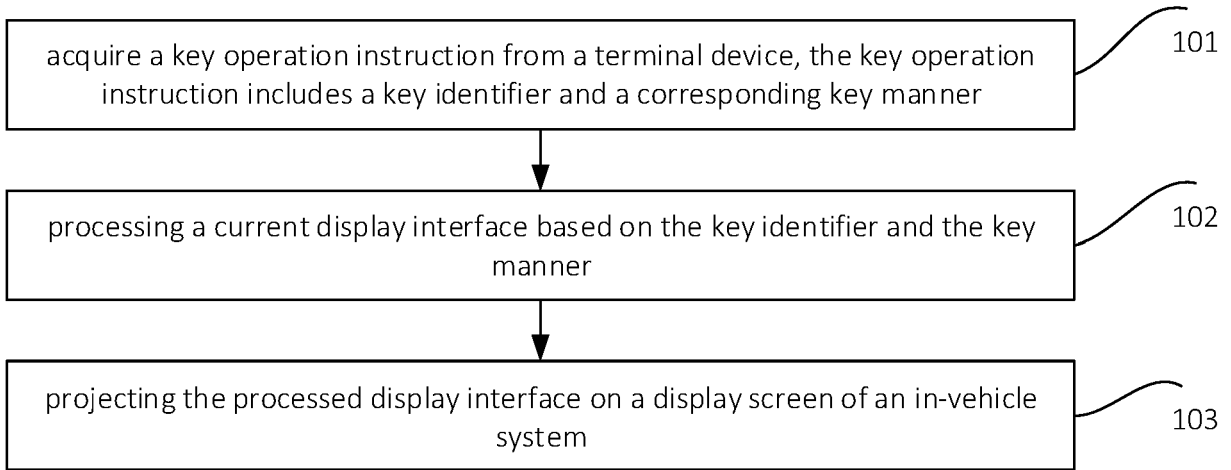 acquire a key operation instruction from a terminal device, the key operation
instruction includes a key identifier and a corresponding key manner
101
processing a current display interface based on the key identifier and the key
manner
102
projecting the processed display interface on a display screen of an in-vehicle
system
103